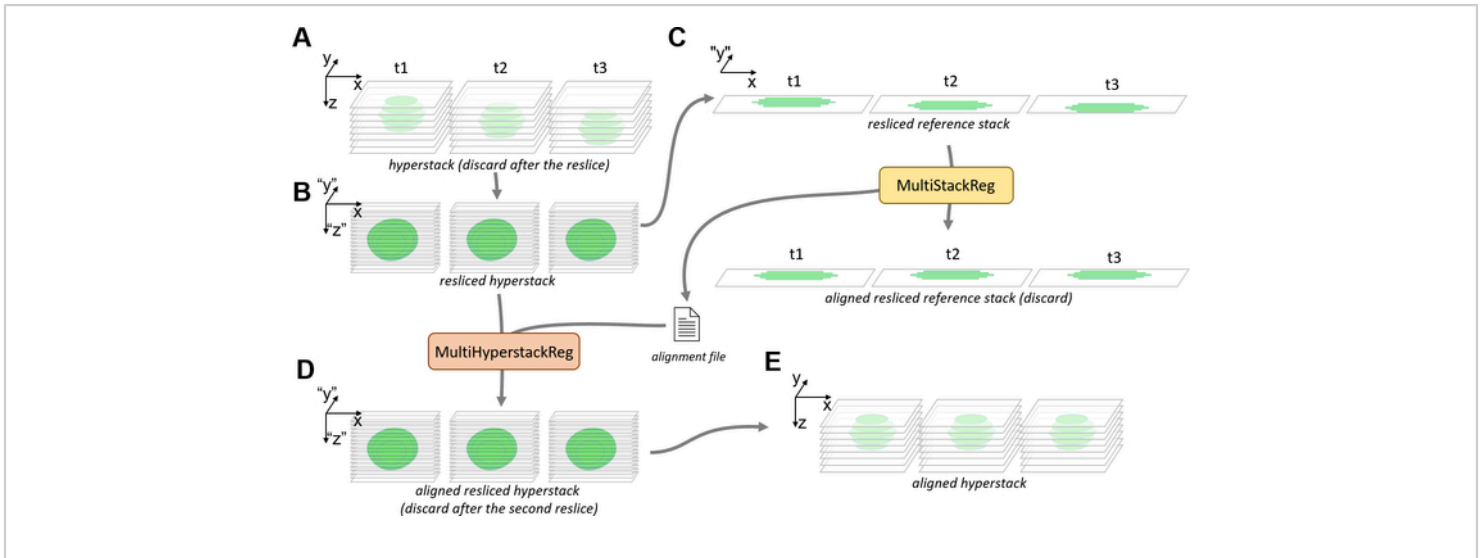 A
y
x
z
t1
t2
t3
hyperstack (discard after the reslice)
B
“y”
x
“z”
resliced hyperstack
C
"y"
x
t1
t2
t3
resliced reference stack
MultiStackReg
t1
t2
t3
aligned resliced reference stack (discard)
alignment file
MultiHyperstackReg
D
“y”
x
“z”
aligned resliced hyperstack
(discard after the second reslice)
E
y
x
z
aligned hyperstack